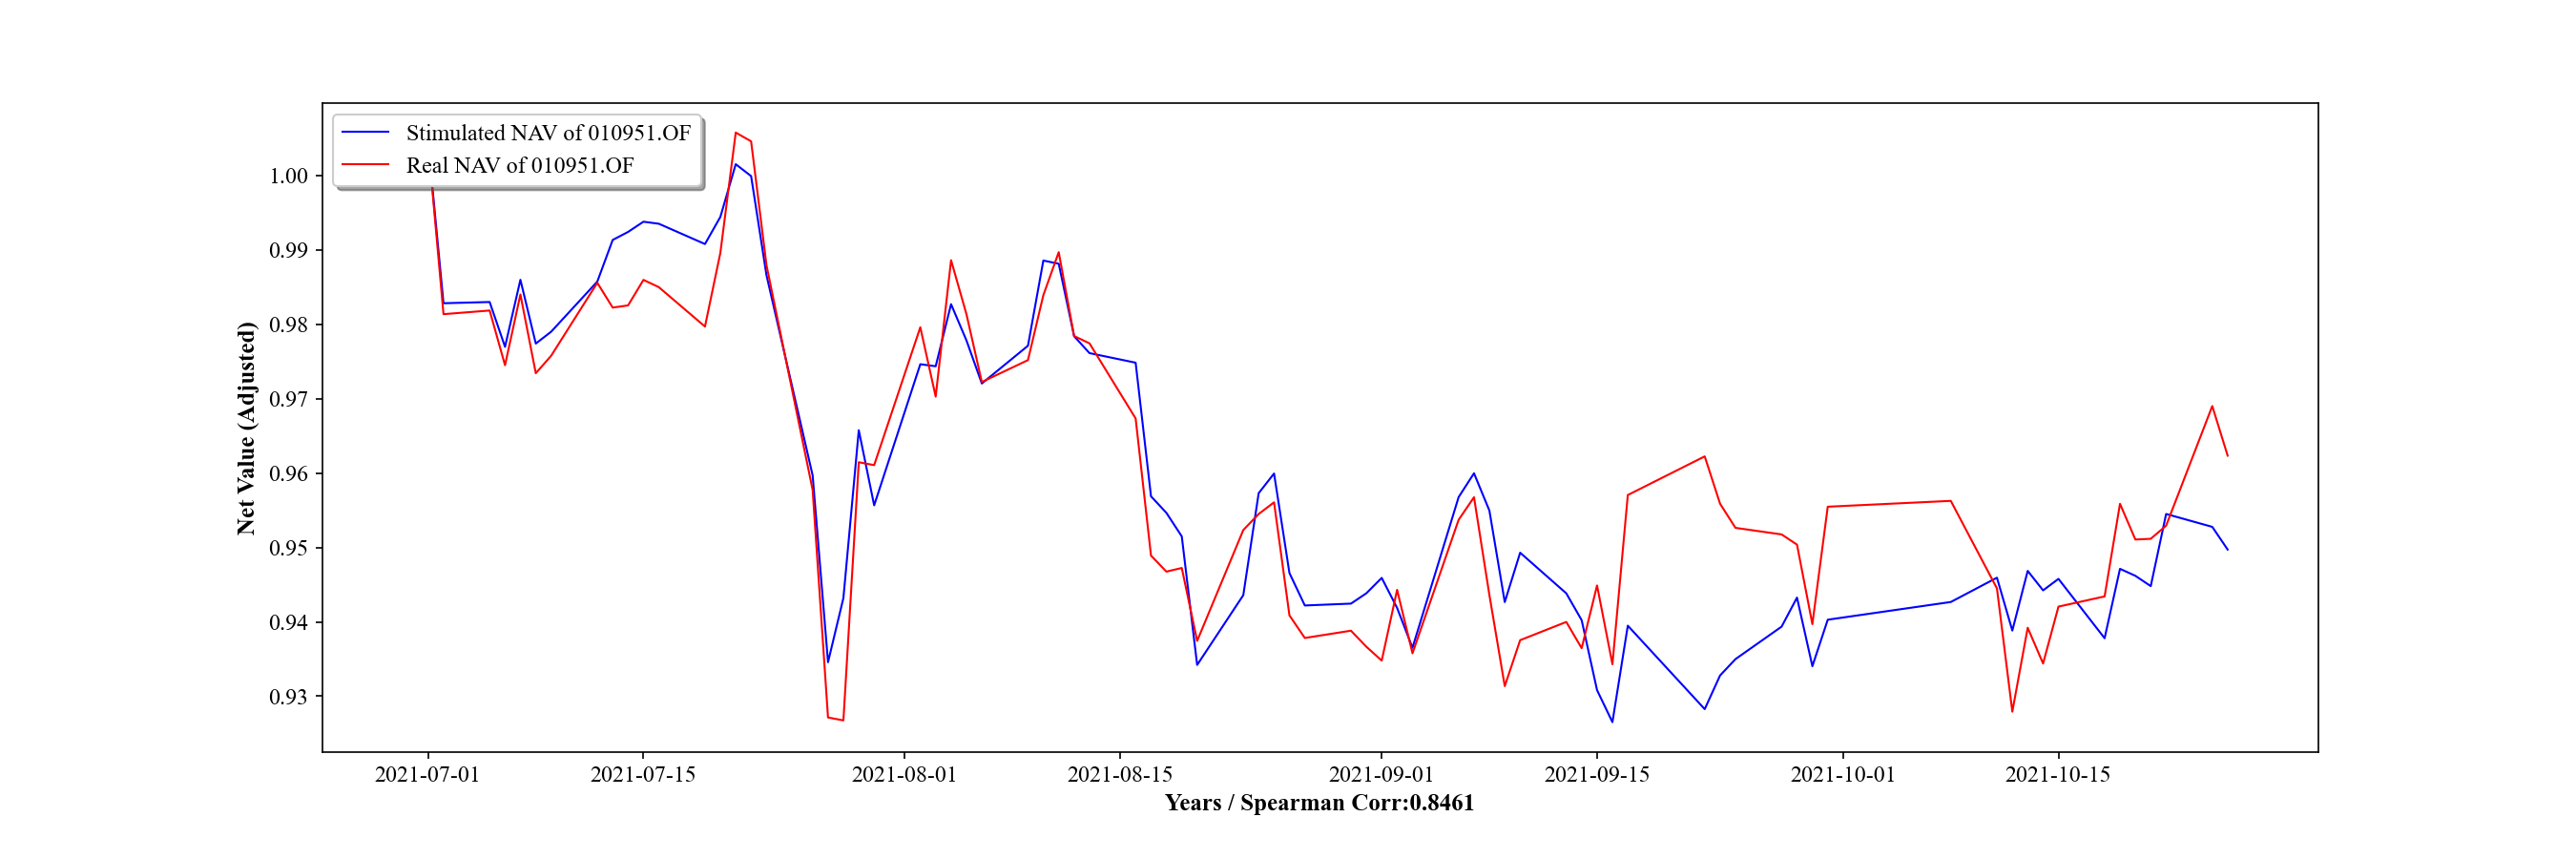 Stimulated NAV of 010951.OF
Real NAV of 010951.OF
1.00
0.99
0.98
0.97
0.96
0.95
0.94
0.93
Net Value (Adjusted)
2021-07-01 2021-07-15 2021-08-01 2021-08-15 2021-09-01 2021-09-15 2021-10-01 2021-10-15
Years / Spearman Corr:0.8461